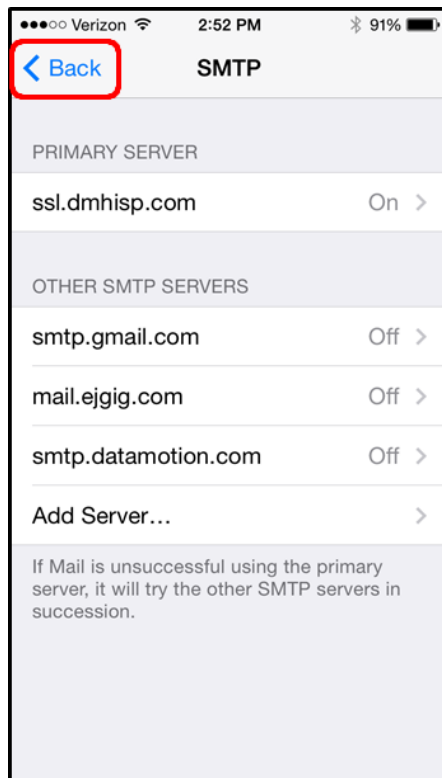 Verizon 2:52 PM 91%
Back SMTP
PRIMARY SERVER
ssl.dmhisp.com On
OTHER SMTP SERVERS
smtp.gmail.com Off
mail.ejgig.com Off
smtp.datamotion.com Off
Add Server...
If Mail is unsuccessful using the primary
server, it will try the other SMTP servers in
succession.